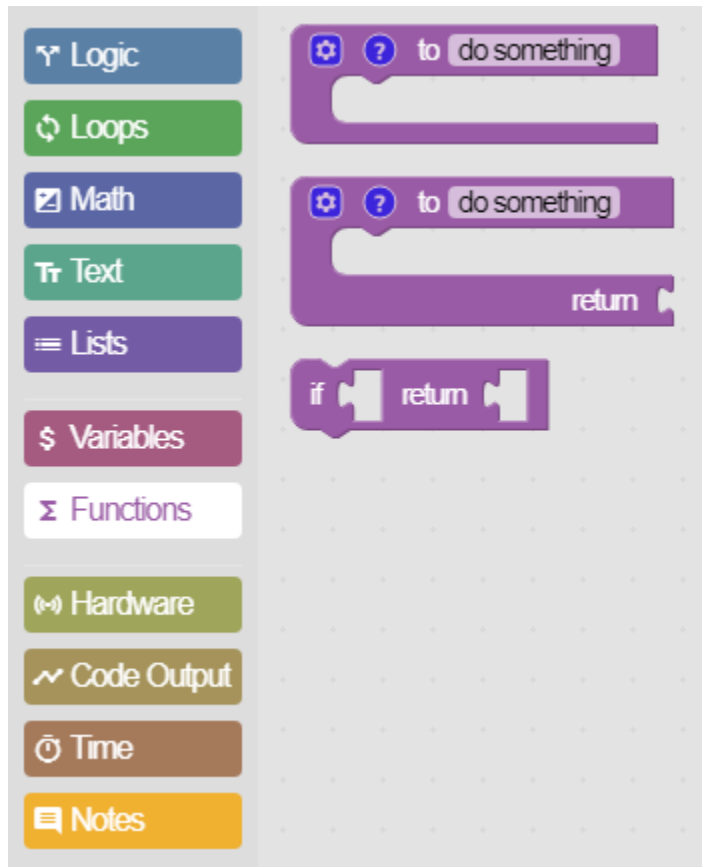 Logic
Loops
Math
Tr Text
Lists
$ Variables
Σ Functions
Hardware
Code Output
Time
Notes
? to do something
? to do something
return
if return